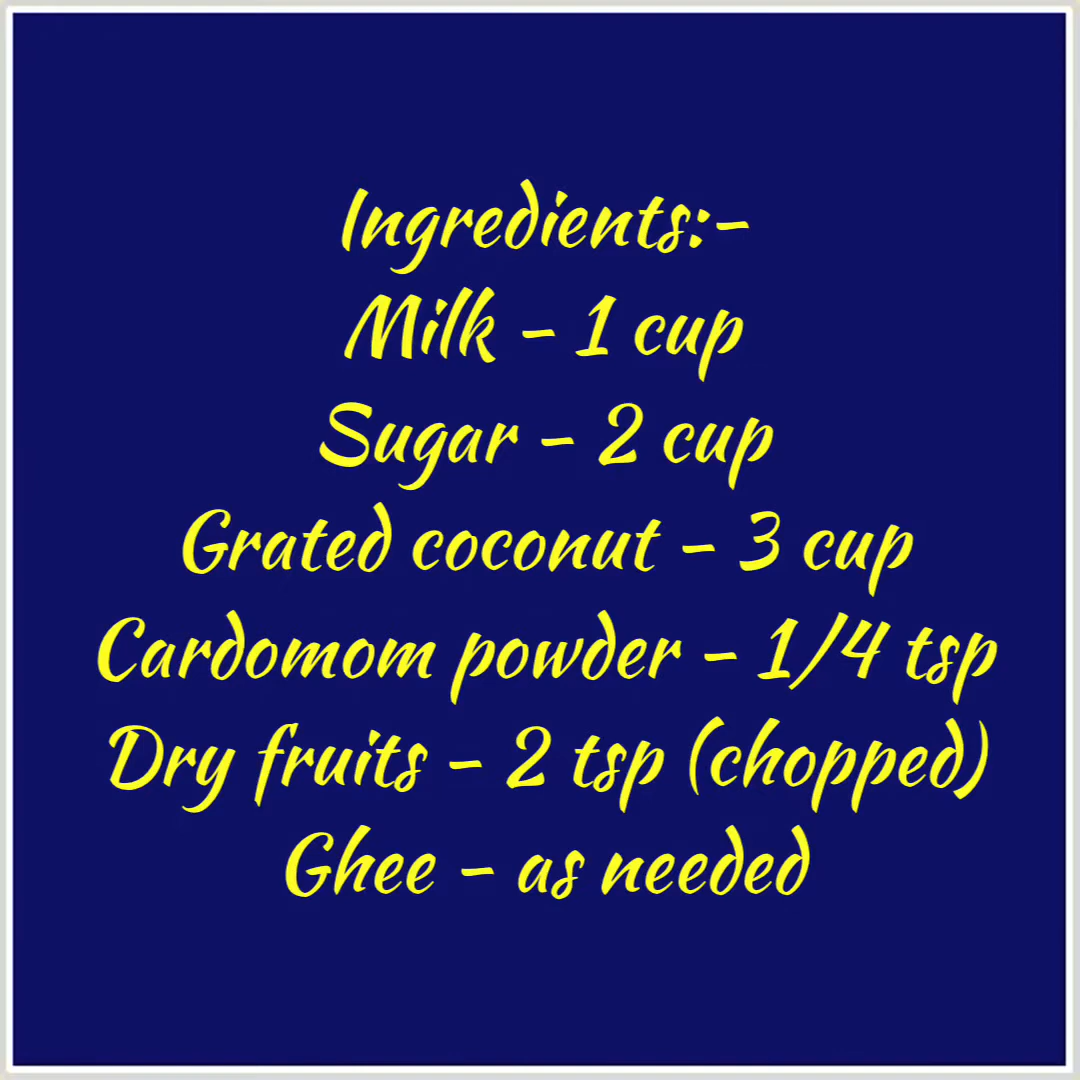 Ingredients:-
Milk - 1 cup
Sugar - 2 cup
Grated coconut - 3 cup
Cardomom powder - 1/4 tsp
Dry fruits - 2 tsp (chopped)
Ghee - as needed